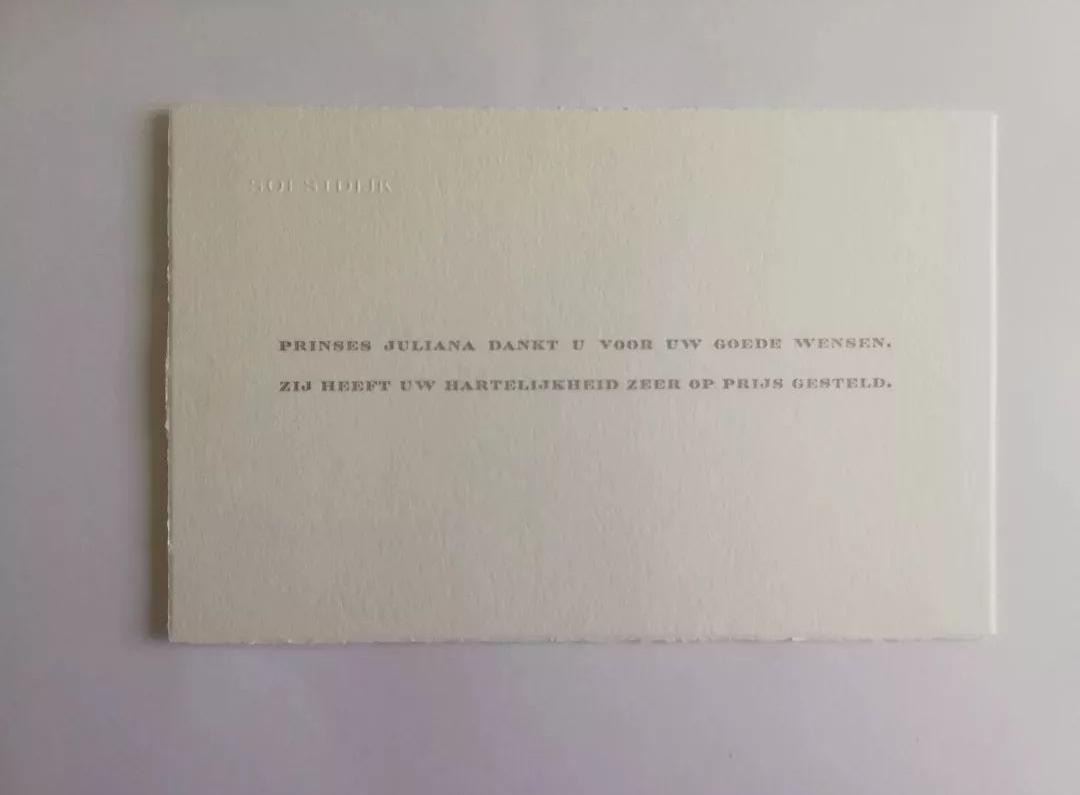 SOESTDIJK
PRINSES JULIANA DANKT U VOOR UW GOEDE WENSEN.
ZIJ HEEFT UW HARTELIJKHEID ZEER OP PRIJS GESTELD.